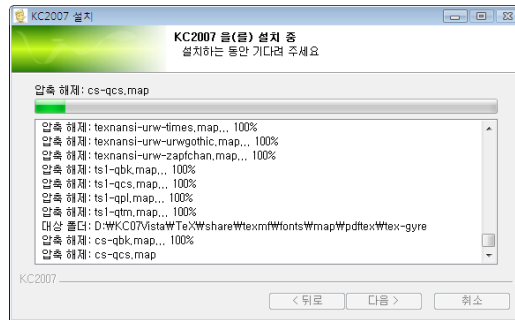 KC2007 설치
KC2007 을(를) 설치 중
설치하는 동안 기다려 주세요
압축 해제: cs-qcs.map
압축 해제: texnansi-urw-times.map... 100%
압축 해제: texnansi-urw-urwgothic.map... 100%
압축 해제: texnansi-urw-zapfchan.map... 100%
압축 해제: ts1-qbk.map... 100%
압축 해제: ts1-qcs.map... 100%
압축 해제: ts1-qpl.map... 100%
압축 해제: ts1-qtm.map... 100%
대상 폴더: D:₩KC07Vista₩TeX₩share₩texmf₩fonts₩map₩pdftex₩tex-gyre
압축 해제: cs-qbk.map... 100%
압축 해제: cs-qcs.map
KC2007
< 뒤로 다음 > 취소